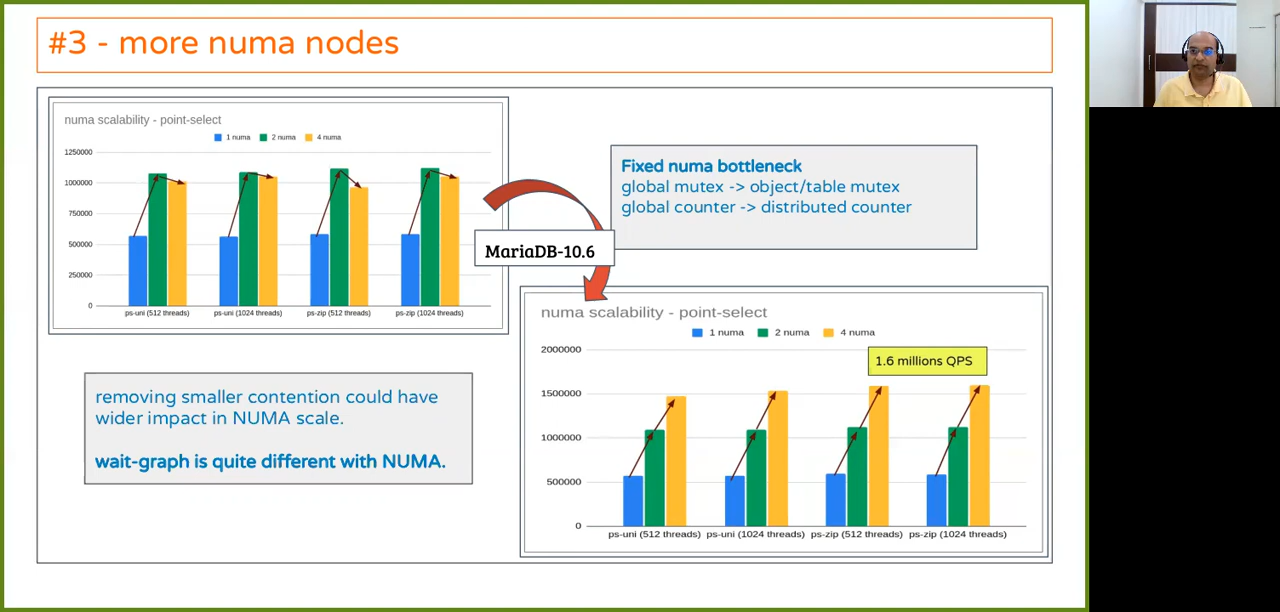 #3 - more numa nodes
numa scalability - point-select
1 numa 2 numa 4 numa
1250000
1000000
750000
500000
250000
0
ps-uni (512 threads) ps-uni (1024 threads) ps-zip (512 threads) ps-zip (1024 threads)
Fixed numa bottleneck
global mutex -> object/table mutex
global counter -> distributed counter
MariaDB-10.6
removing smaller contention could have
wider impact in NUMA scale.
wait-graph is quite different with NUMA.
numa scalability - point-select
1 numa 2 numa 4 numa
1.6 millions QPS
2000000
1500000
1000000
500000
0
ps-uni (512 threads) ps-uni (1024 threads) ps-zip (512 threads) ps-zip (1024 threads)